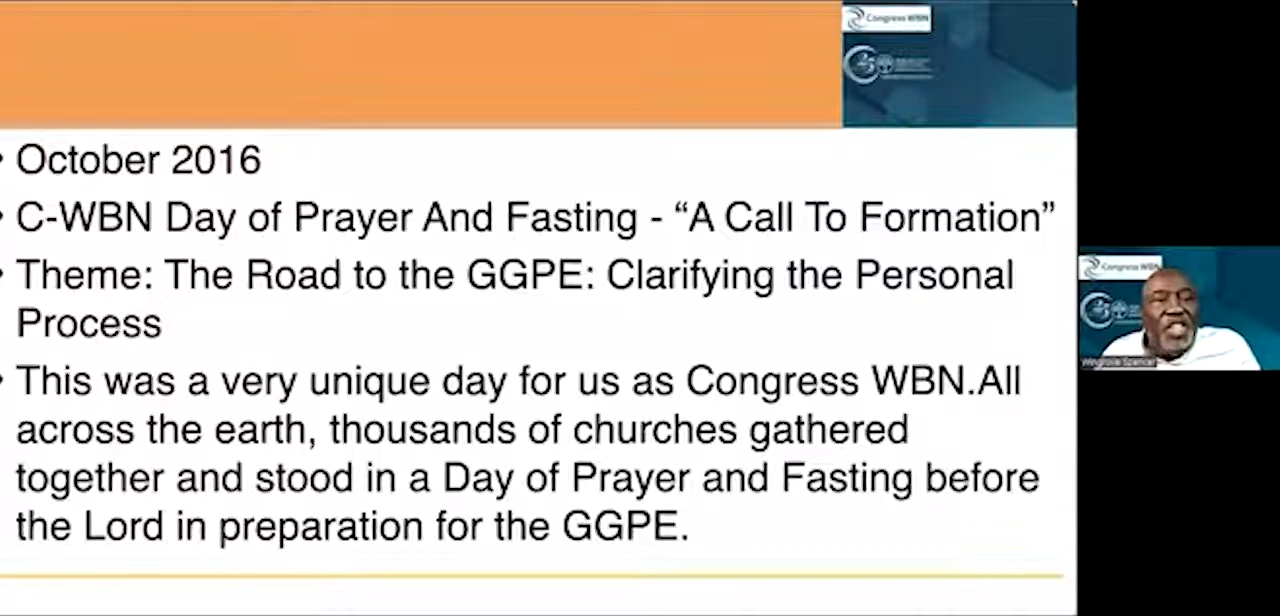 Congress WBN
• October 2016
• C-WBN Day of Prayer And Fasting - “A Call To Formation”
• Theme: The Road to the GGPE: Clarifying the Personal
Process
• This was a very unique day for us as Congress WBN.All
across the earth, thousands of churches gathered
together and stood in a Day of Prayer and Fasting before
the Lord in preparation for the GGPE.
Congress WBN